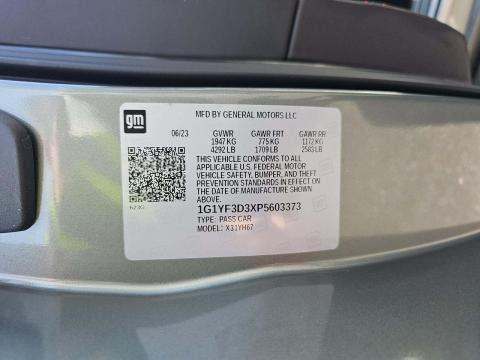 gm
MFD BY GENERAL MOTORS LLC
06/23 GVWR GAWR FRT GAWR RR
1947 KG 775 KG 1172 KG
4292 LB 1709 LB 2583 LB
THIS VEHICLE CONFORMS TO ALL
APPLICABLE U.S. FEDERAL MOTOR
VEHICLE SAFETY, BUMPER, AND THEFT
PREVENTION STANDARDS IN EFFECT ON
THE DATE OF MANUFACTURE SHOWN
ABOVE.
1G1YF3D3XP5603373
TYPE: PASS CAR
MODEL: X31YH67